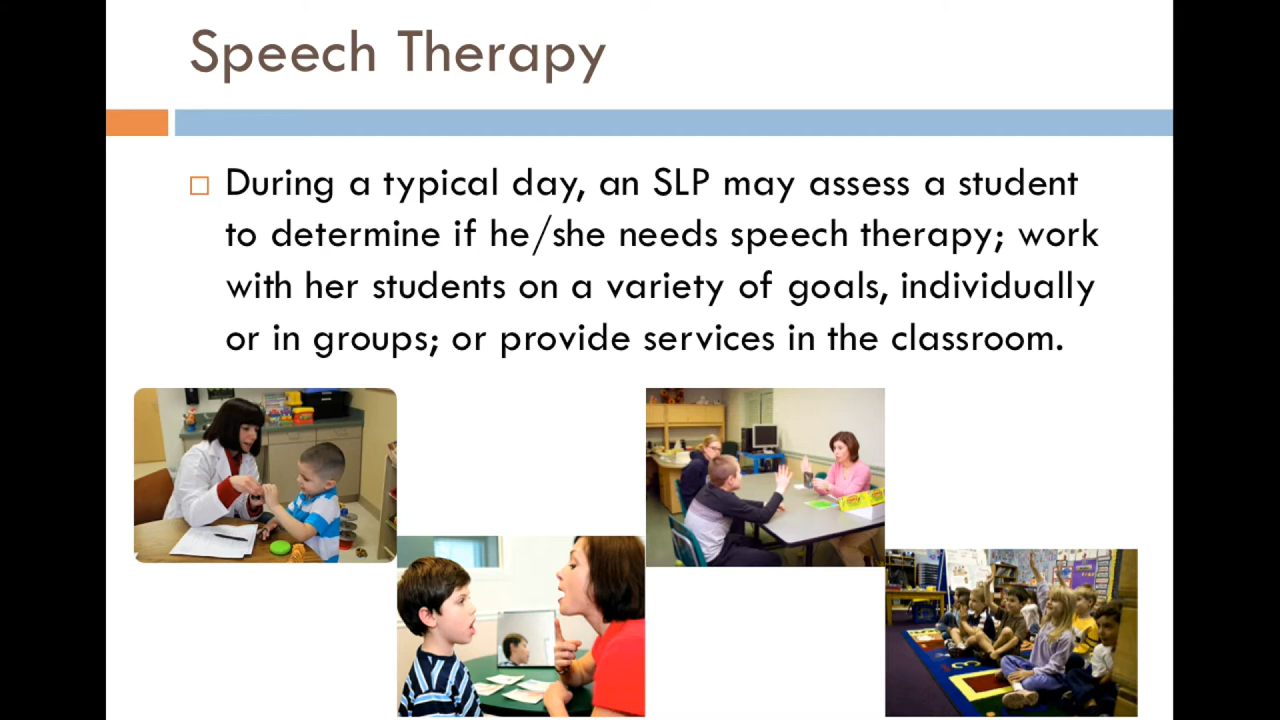 Speech Therapy
During a typical day, an SLP may assess a student
to determine if he/she needs speech therapy; work
with her students on a variety of goals, individually
or in groups; or provide services in the classroom.